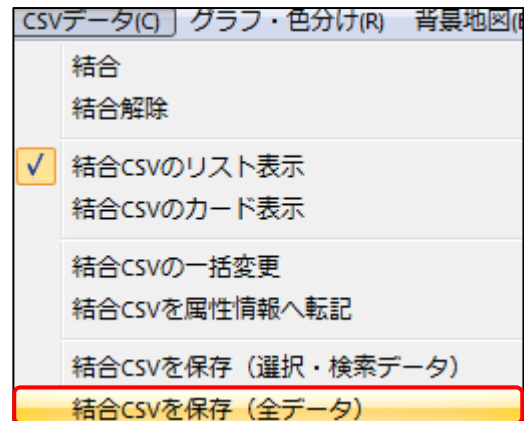 CSVデータ(C) グラフ・色分け(R) 背景地図(
結合
結合解除
結合CSVのリスト表示
結合CSVのカード表示
結合CSVの一括変更
結合CSVを属性情報へ転記
結合CSVを保存（選択・検索データ）
結合CSVを保存（全データ）